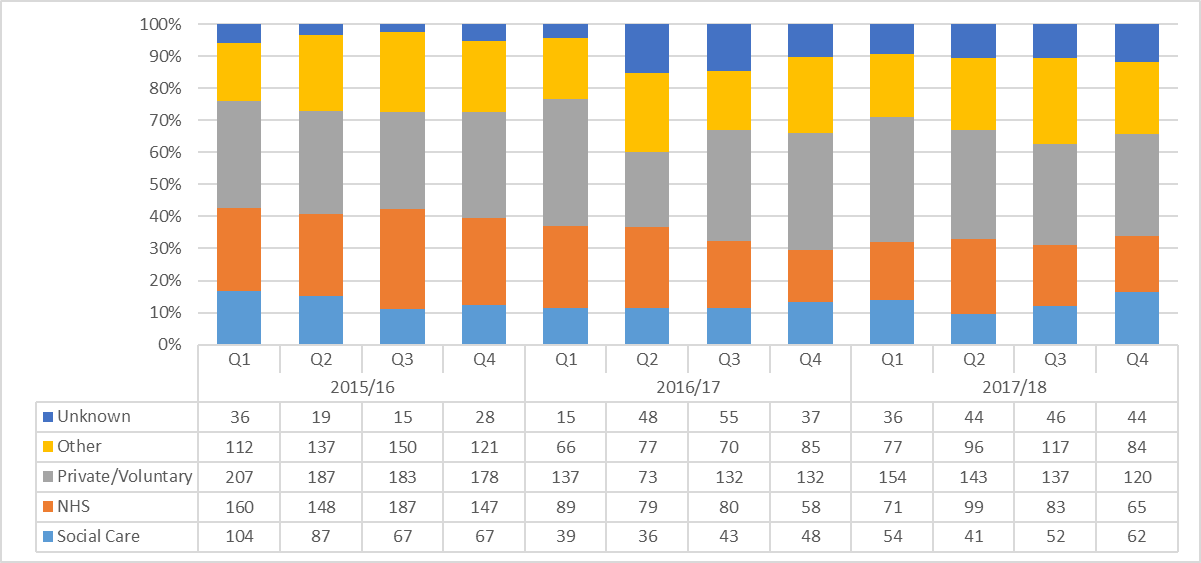 100%
90%
80%
70%
60%
50%
40%
30%
20%
10%
0%
Q1 Q2 Q3 Q4 Q1 Q2 Q3 Q4 Q1 Q2 Q3 Q4
2015/16 2016/17 2017/18
Unknown 36 19 15 28 15 48 55 37 36 44 46 44
Other 112 137 150 121 66 77 70 85 77 96 117 84
Private/Voluntary 207 187 183 178 137 73 132 132 154 143 137 120
NHS 160 148 187 147 89 79 80 58 71 99 83 65
Social Care 104 87 67 67 39 36 43 48 54 41 52 62